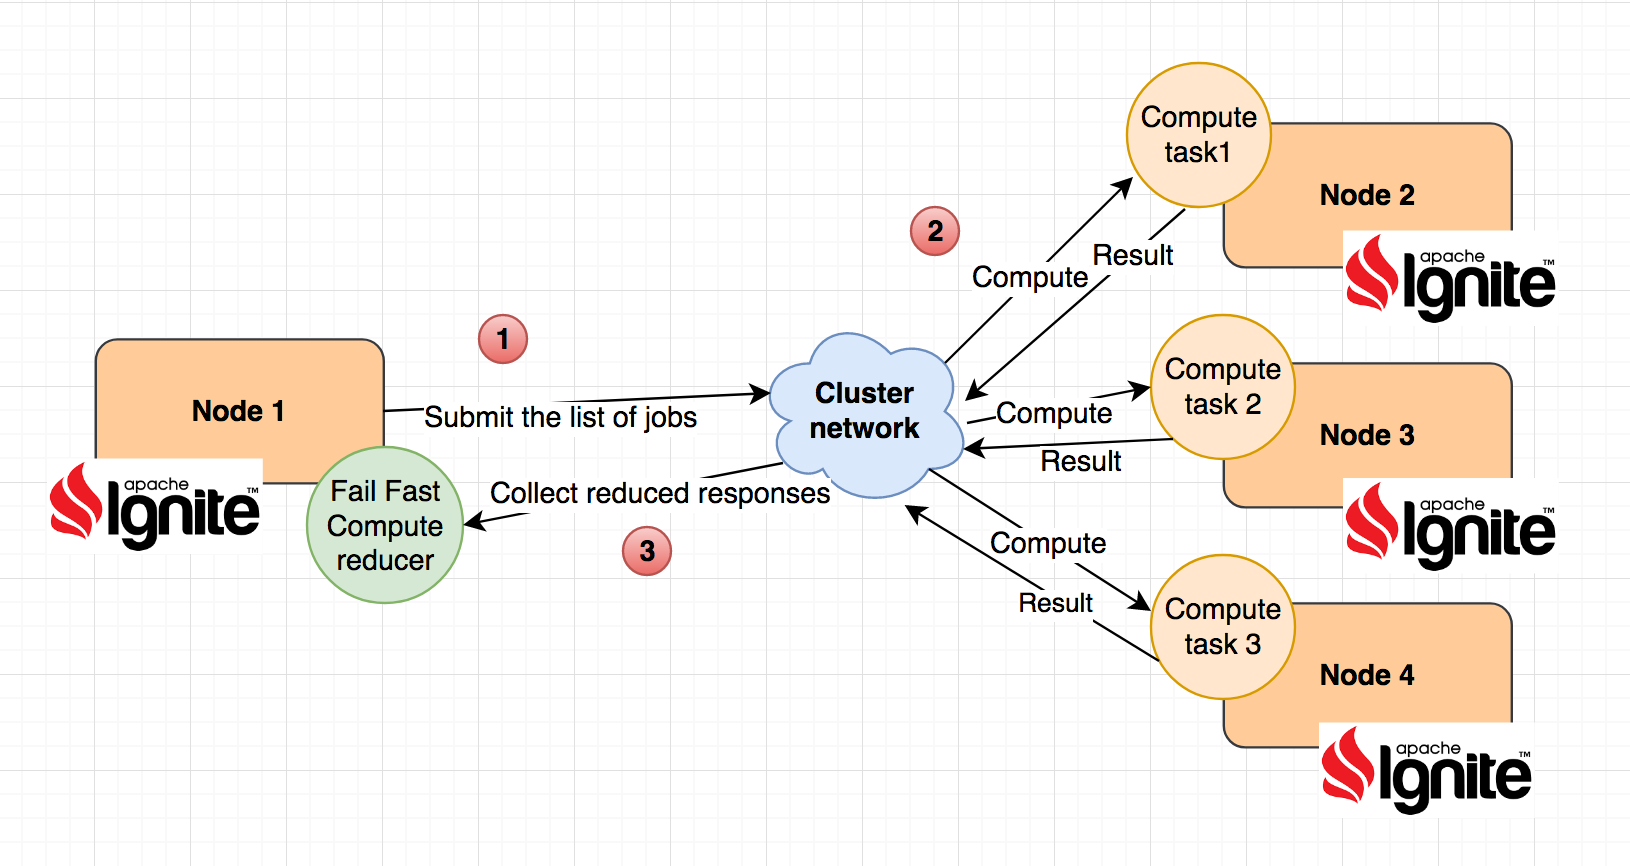 1
Node 1
Submit the list of jobs
apache
Ignite™
Fail Fast
Compute
reducer
Collect reduced responses
3
Cluster
network
2
Compute
Result
Compute
task1
Node 2
apache
Ignite™
Compute
Result
Compute
task 2
Node 3
apache
Ignite™
Compute
Result
Compute
task 3
Node 4
apache
Ignite™